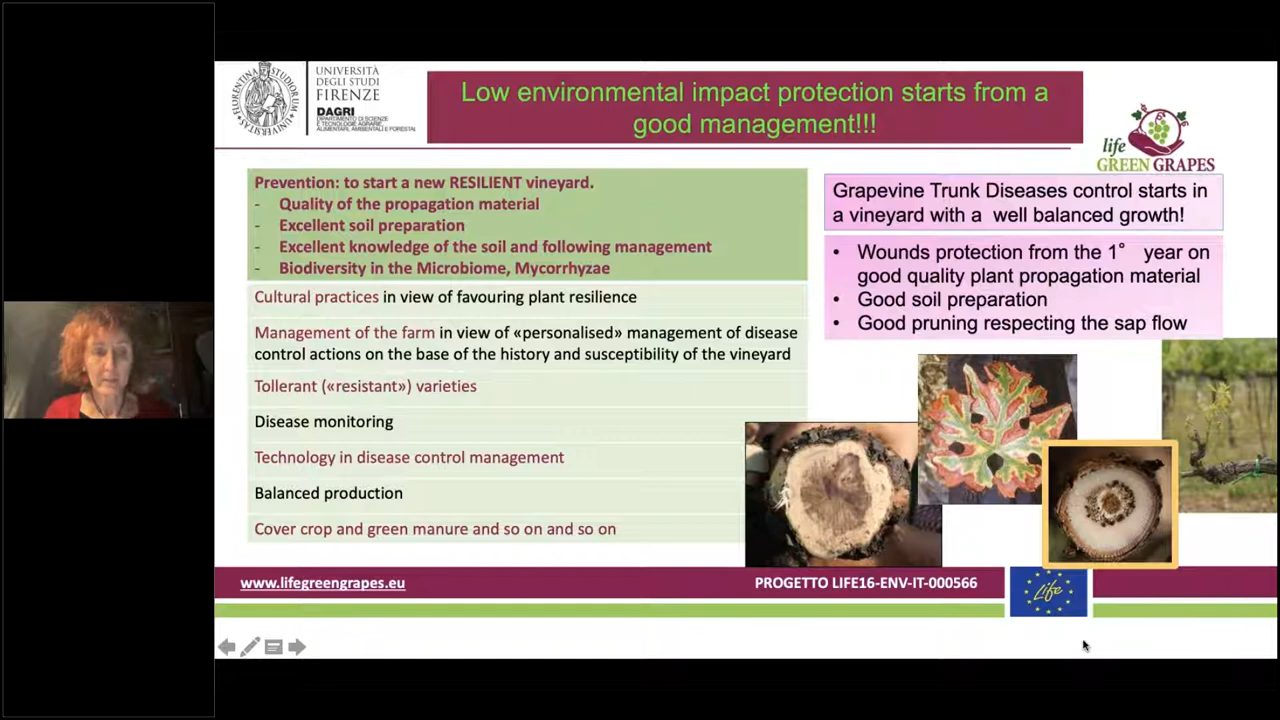 UNIVERSITÀ
DEGLI STUDI
FIRENZE
DAGRI
DIPARTIMENTO DI SCIENZE
E TECNOLOGIE AGRARIE,
ALIMENTARI, AMBIENTALI E FORESTALI
Low environmental impact protection starts from a
good management!!!
life
GREEN GRAPES
Prevention: to start a new RESILIENT vineyard.
- Quality of the propagation material
- Excellent soil preparation
- Excellent knowledge of the soil and following management
- Biodiversity in the Microbiome, Mycorrhyzae
Cultural practices in view of favouring plant resilience
Management of the farm in view of «personalised» management of disease
control actions on the base of the history and susceptibility of the vineyard
Tollerant («resistant») varieties
Disease monitoring
Technology in disease control management
Balanced production
Cover crop and green manure and so on and so on
Grapevine Trunk Diseases control starts in
a vineyard with a well balanced growth!
• Wounds protection from the 1° year on
good quality plant propagation material
• Good soil preparation
• Good pruning respecting the sap flow
www.lifegreengrapes.eu
PROGETTO LIFE16-ENV-IT-000566
Life